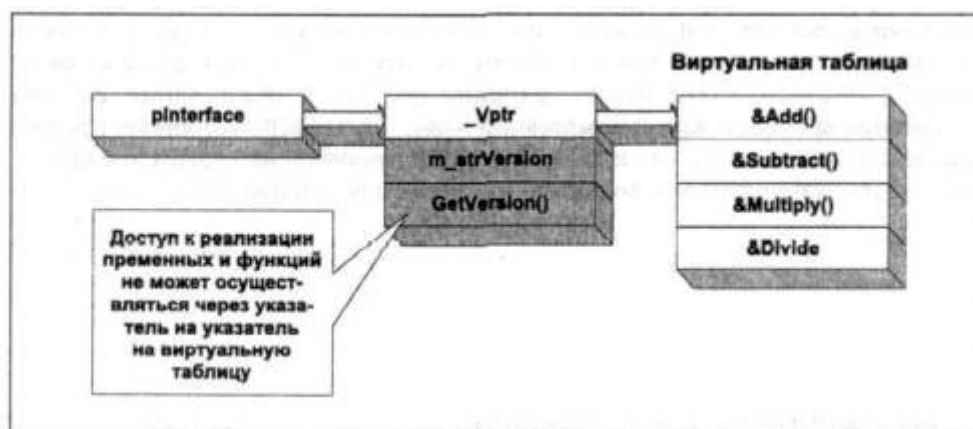 Виртуальная таблица
pInterface
_Vptr
&Add()
m_strVersion
&Subtract()
GetVersion()
&Multiply()
&Divide
Доступ к реализации
пременных и функций
не может осущест-
вляться через указа-
тель на указатель
на виртуальную
таблицу